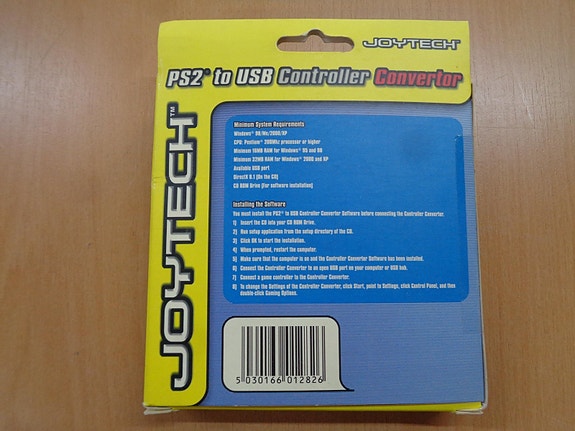 JOYTECH®
PS2® to USB Controller Convertor
JOYTECH™
Minimum System Requirements
Windows® 98/Me/2000/XP
CPU: Pentium® 200Mhz processor or higher
Minimum 16MB RAM for Windows® 95 and 98
Minimum 32MB RAM for Windows® 2000 and XP
Available USB port
DirectX 8.1 (On the CD)
CD ROM Drive (for software installation)
Installing the Software
You must install the PS2® to USB Controller Convertor Software before connecting the Controller Convertor.
1) Insert the CD into your CD ROM Drive.
2) Run setup application from the setup directory of the CD.
3) Click OK to start the installation.
4) When prompted, restart the computer.
5) Make sure that the computer is on and the Controller Convertor Software has been installed.
6) Connect the Controller Convertor to an open USB port on your computer or USB hub.
7) Connect a game controller to the Controller Convertor.
8) To change the Settings of the Controller Convertor, click Start, point to Settings, click Control Panel, and then
double-click Gaming Options.
5 030166 012826